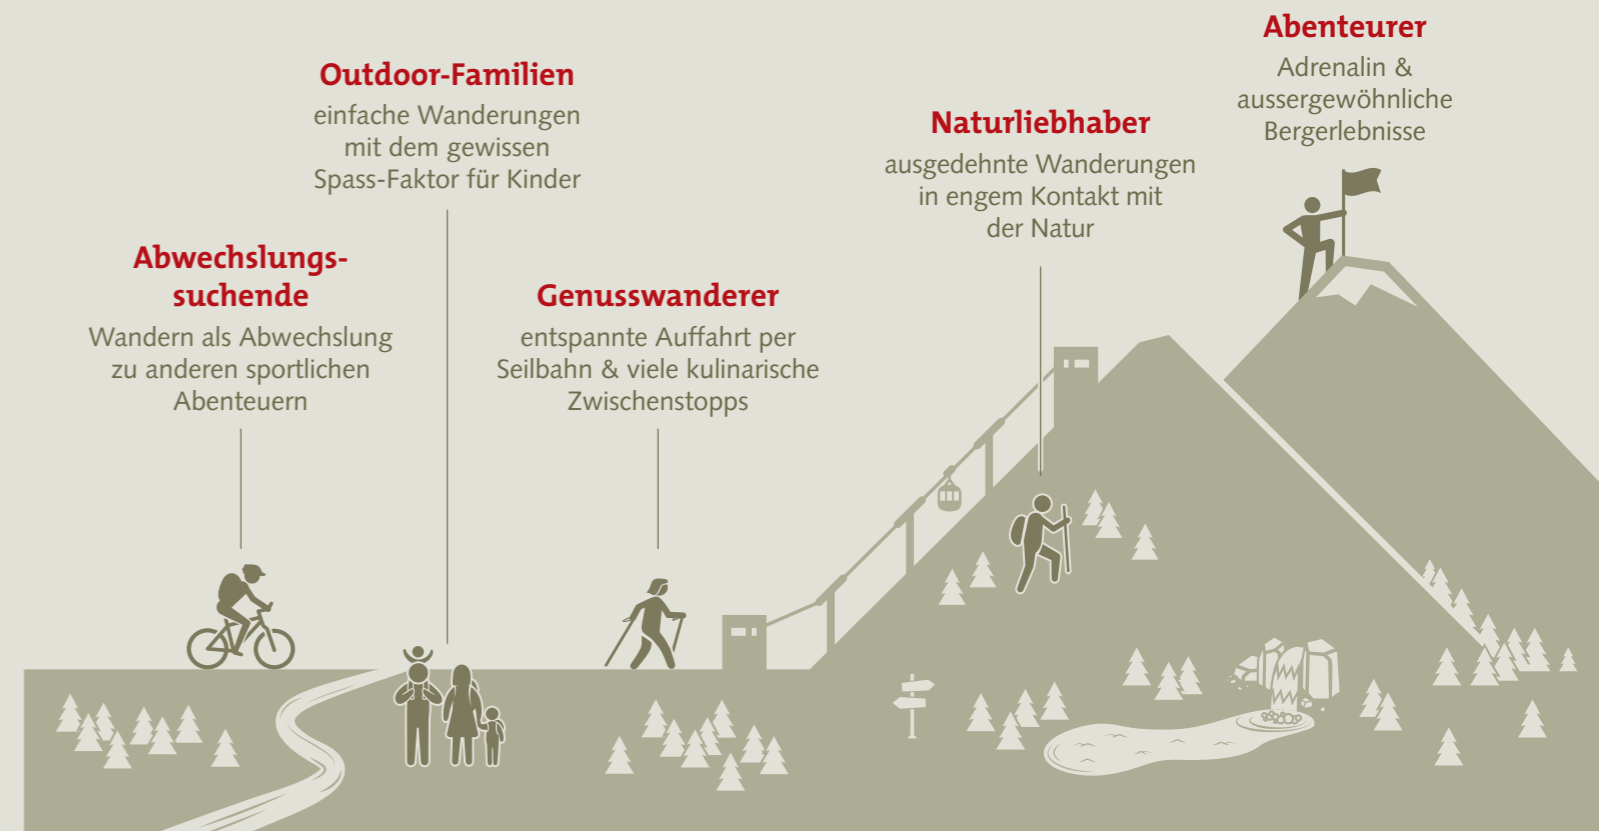 Abwechslungs-
suchende
Wandern als Abwechslung
zu anderen sportlichen
Abenteuern
Outdoor-Familien
einfache Wanderungen
mit dem gewissen
Spass-Faktor für Kinder
Genusswanderer
entspannte Auffahrt per
Seilbahn & viele kulinarische
Zwischenstopps
Naturliebhaber
ausgedehnte Wanderungen
in engem Kontakt mit
der Natur
Abenteurer
Adrenalin &
aussergewöhnliche
Bergerlebnisse